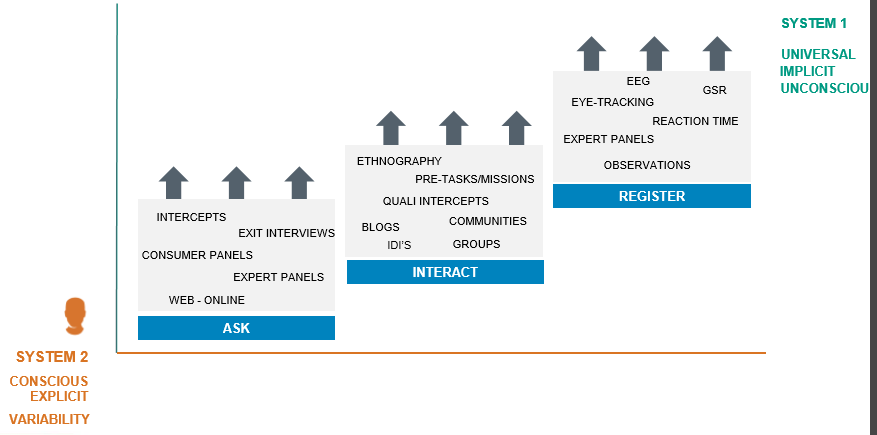 SYSTEM 1
UNIVERSAL
IMPLICIT
UNCONSCIOU
EEG
GSR
EYE-TRACKING
REACTION TIME
EXPERT PANELS
OBSERVATIONS
REGISTER
ETHNOGRAPHY
PRE-TASKS/MISSIONS
QUALI INTERCEPTS
COMMUNITIES
BLOGS
IDI'S
GROUPS
INTERACT
INTERCEPTS
EXIT INTERVIEWS
CONSUMER PANELS
EXPERT PANELS
WEB - ONLINE
ASK
SYSTEM 2
CONSCIOUS
EXPLICIT
VARIABILITY